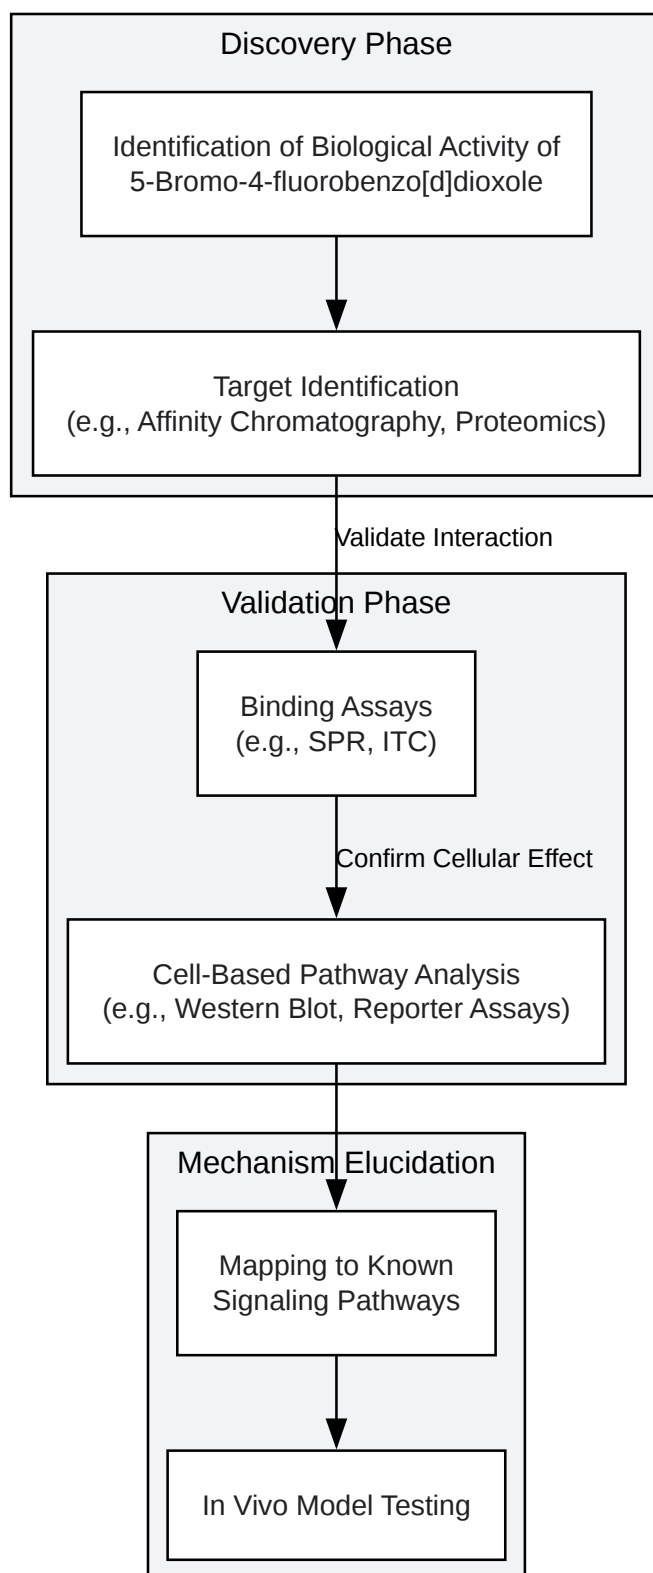 Discovery Phase
Identification of Biological Activity of
5-Bromo-4-fluorobenzo[d]dioxole
Target Identification
(e.g., Affinity Chromatography, Proteomics)
Validate Interaction
Validation Phase
Binding Assays
(e.g., SPR, ITC)
Confirm Cellular Effect
Cell-Based Pathway Analysis
(e.g., Western Blot, Reporter Assays)
Mechanism Elucidation
Mapping to Known
Signaling Pathways
In Vivo Model Testing